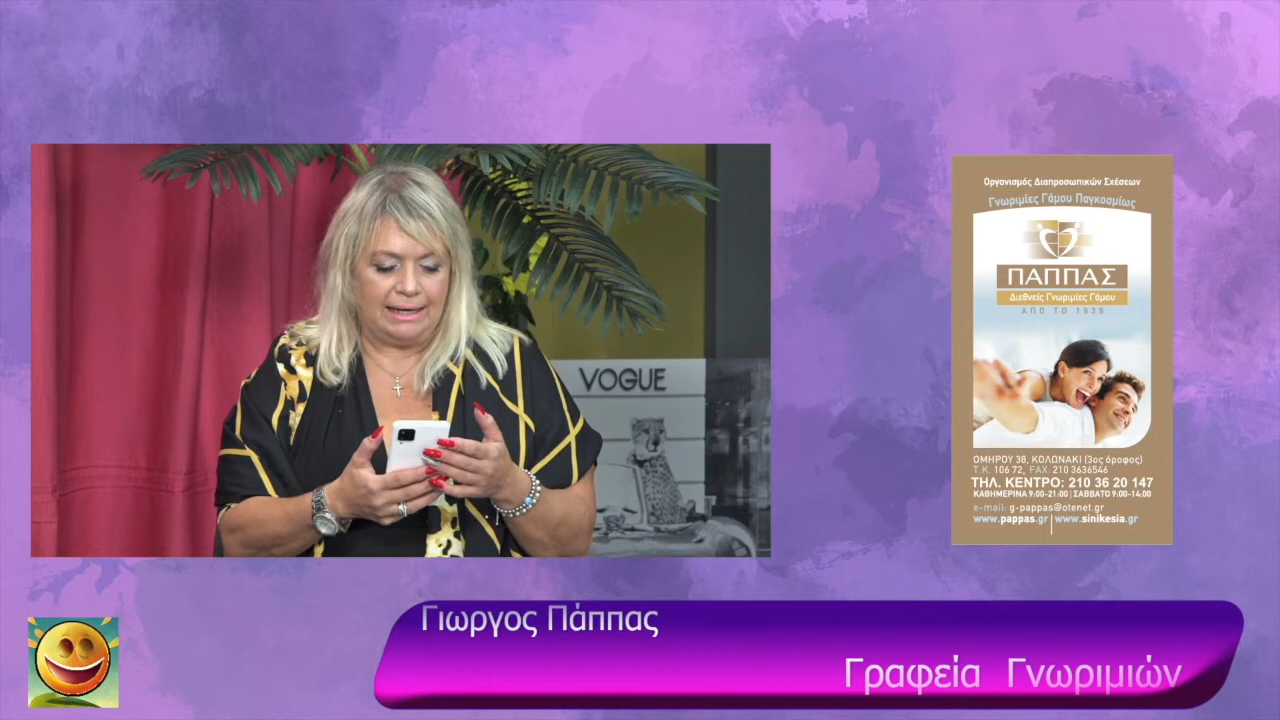 VOGUE
Οργανισμός Διαπροσωπικών Σχέσεων
Γνωριμίες Γάμου Παγκοσμίως
ΠΑΠΠΑΣ
Διεθνείς Γνωριμίες Γάμου
ΑΠΟ ΤΟ 1939
ΟΜΗΡΟΥ 38, ΚΟΛΩΝΑΚΙ (3ος όροφος)
Τ.Κ. 106 72, FAX: 210 3636546
ΤΗΛ. ΚΕΝΤΡΟ: 210 36 20 147
ΚΑΘΗΜΕΡΙΝΑ 9:00-21:00 | ΣΑΒΒΑΤΟ 9:00-14:00
e-mail: g-pappas@otenet.gr
www.pappas.gr | www.sinikesia.gr
Γιωργος Πάππας
Γραφεία Γνωριμιών